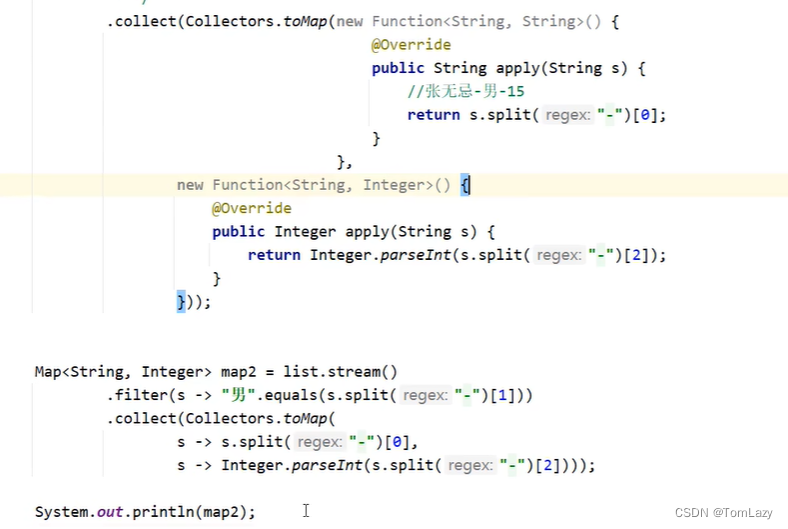 .collect(Collectors.toMap(new Function<String, String>() {
@Override
public String apply(String s) {
//张无忌-男-15
return s.split( regex: "-")[0];
}
},
new Function<String, Integer>() {
@Override
public Integer apply(String s) {
return Integer.parseInt(s.split( regex: "-")[2]);
}
}));
Map<String, Integer> map2 = list.stream()
.filter(s -> "男".equals(s.split( regex: "-")[1]))
.collect(Collectors.toMap(
s -> s.split( regex: "-")[0],
s -> Integer.parseInt(s.split( regex: "-")[2])));
System.out.println(map2);
CSDN @TomLazy